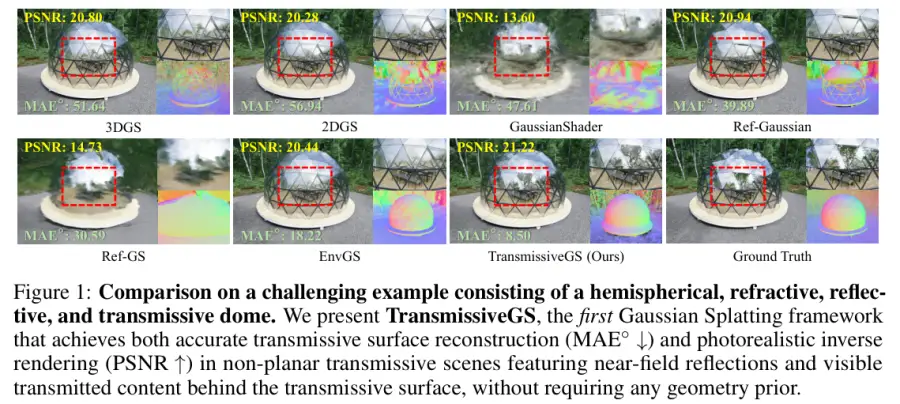 PSNR: 20.80
PSNR: 20.28
PSNR: 13.60
PSNR: 20.94
MAE°: 51.64
MAE°: 56.94
MAE°: 47.61
MAE°: 39.89
3DGS
2DGS
GaussianShader
Ref-Gaussian
PSNR: 14.73
PSNR: 20.44
PSNR: 21.22
MAE°: 30.59
MAE°: 18.22
MAE°: 8.50
Ref-GS
EnvGS
TransmissiveGS (Ours)
Ground Truth
Figure 1: Comparison on a challenging example consisting of a hemispherical, refractive, reflec-
tive, and transmissive dome. We present TransmissiveGS, the first Gaussian Splatting framework
that achieves both accurate transmissive surface reconstruction (MAE° ↓) and photorealistic inverse
rendering (PSNR ↑) in non-planar transmissive scenes featuring near-field reflections and visible
transmitted content behind the transmissive surface, without requiring any geometry prior.